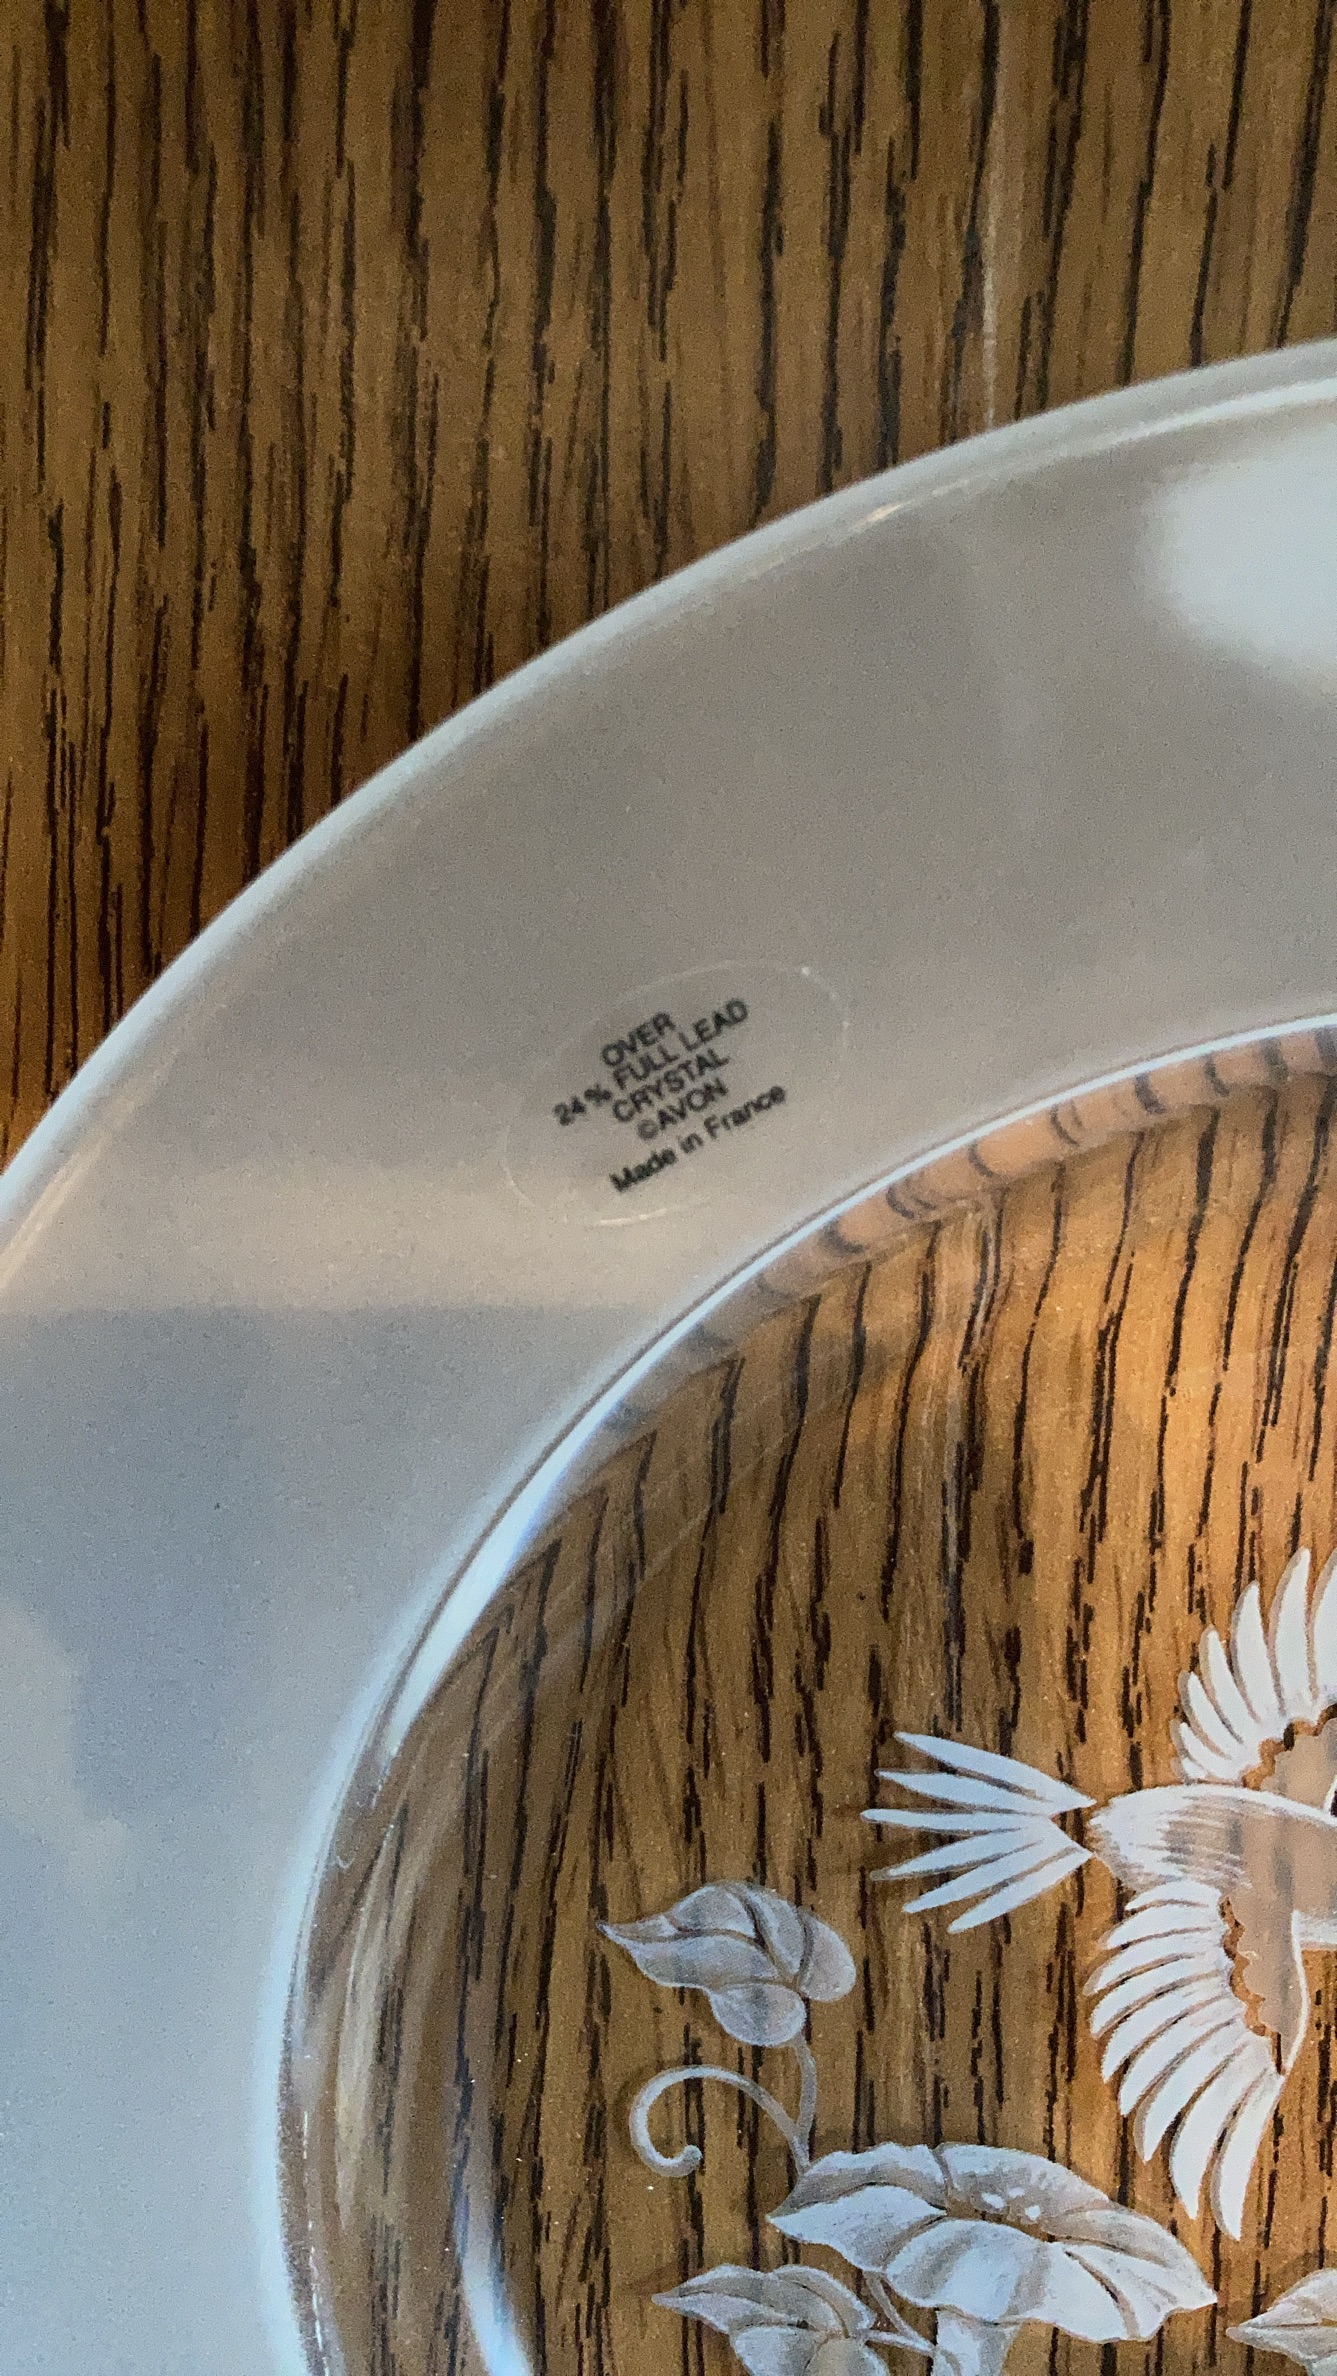 OVER
24% FULL LEAD
CRYSTAL
©AVON
Made in France